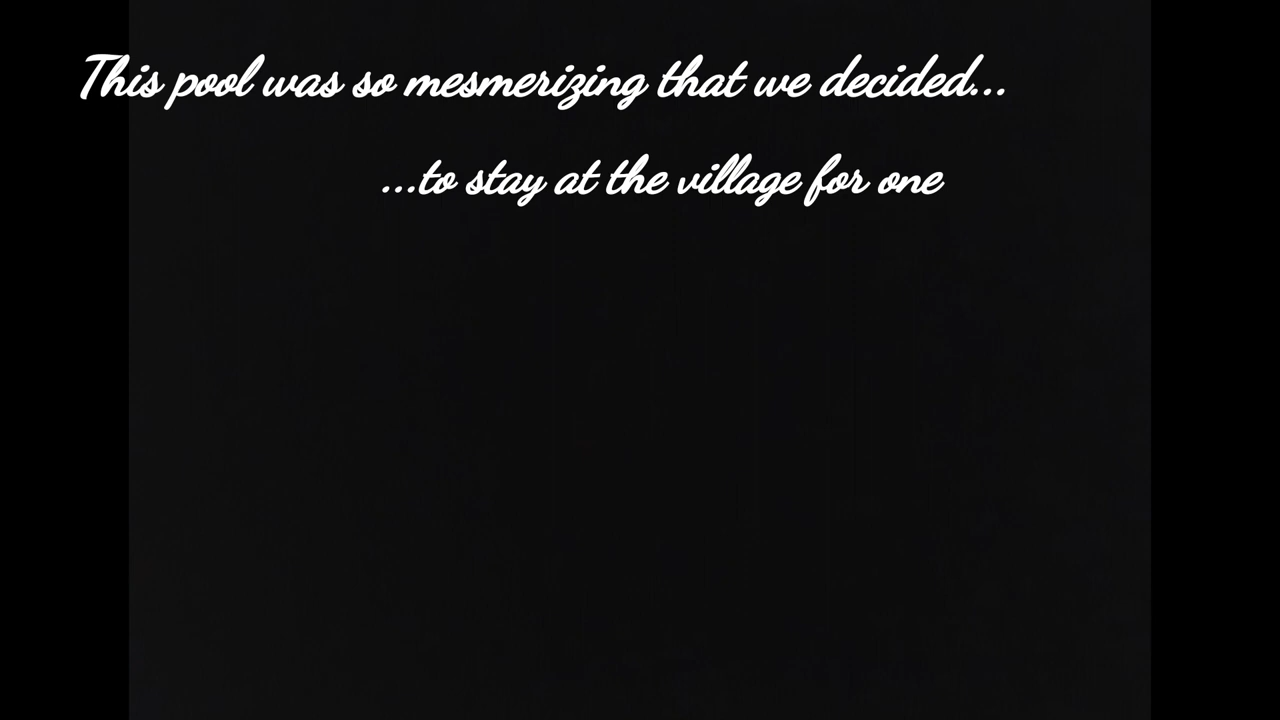 This pool was so mesmerizing that we decided...
...to stay at the village for one